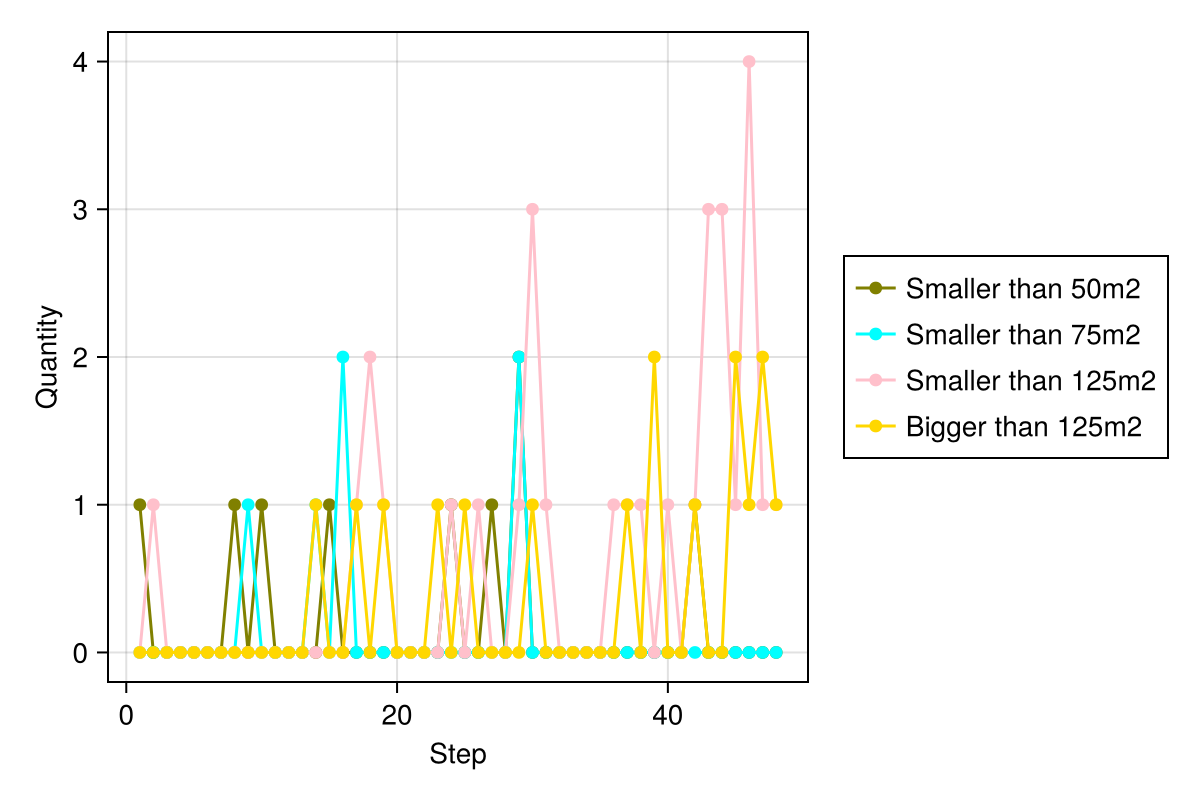 4
3
2
1
0
Quantity
0 20 40
Step
Smaller than 50m2
Smaller than 75m2
Smaller than 125m2
Bigger than 125m2